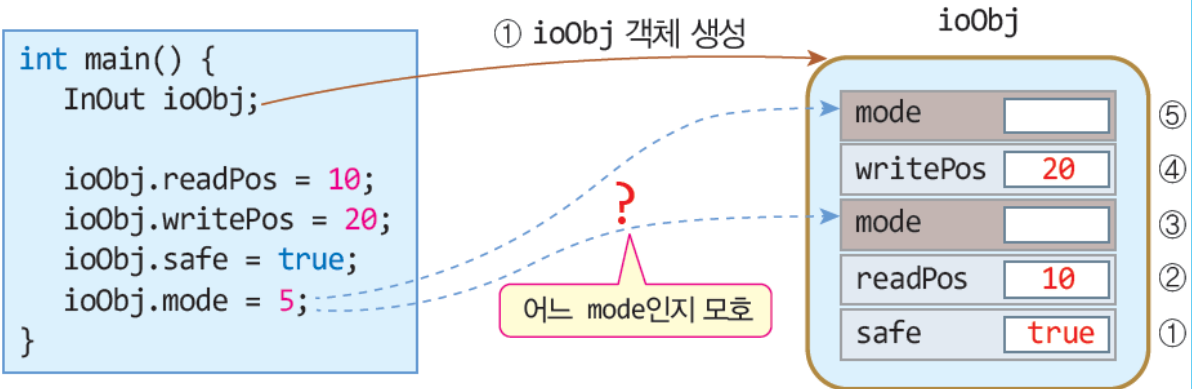 ① ioObj 객체 생성
ioObj
int main() {
InOut ioObj;
ioObj.readPos = 10;
ioObj.writePos = 20;
ioObj.safe = true;
ioObj.mode = 5;
}
?
어느 mode인지 모호
mode ⑤
writePos 20 ④
mode ③
readPos 10 ②
safe true ①